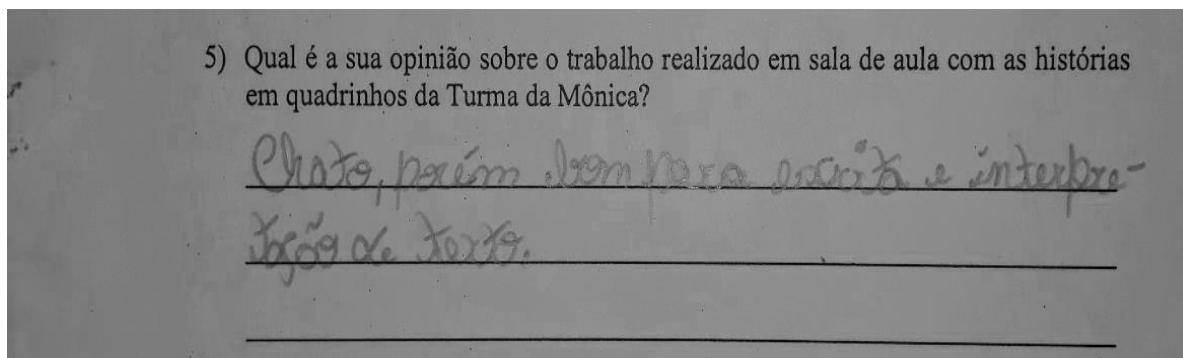 5) Qual é a sua opinião sobre o trabalho realizado em sala de aula com as histórias
em quadrinhos da Turma da Mônica?
Chato, porém bom para escrita e interpre-
tação de texto.